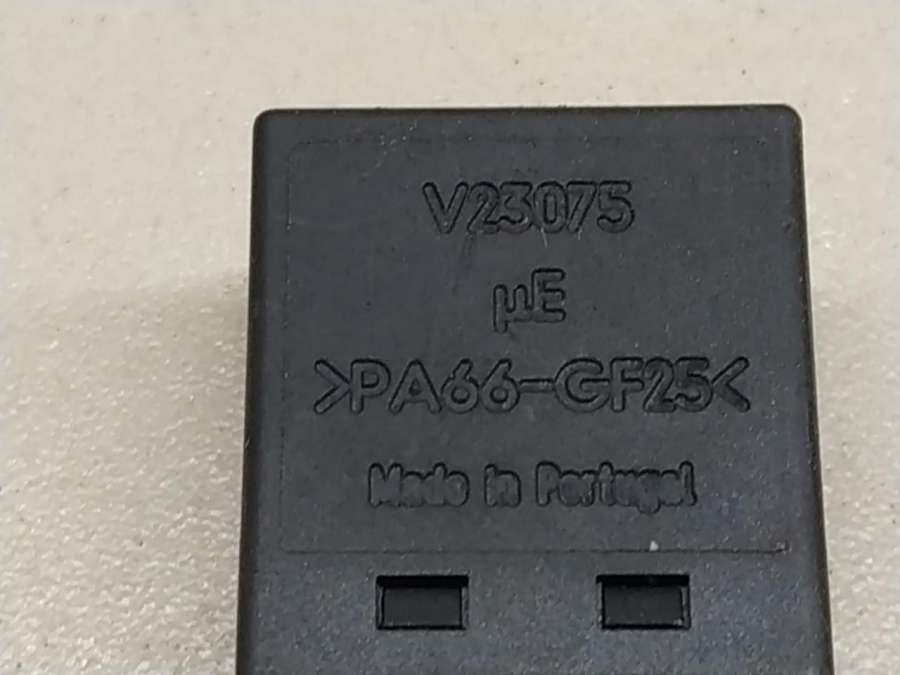 V23075
µE
>PA66-GF25<
Made in Portugal